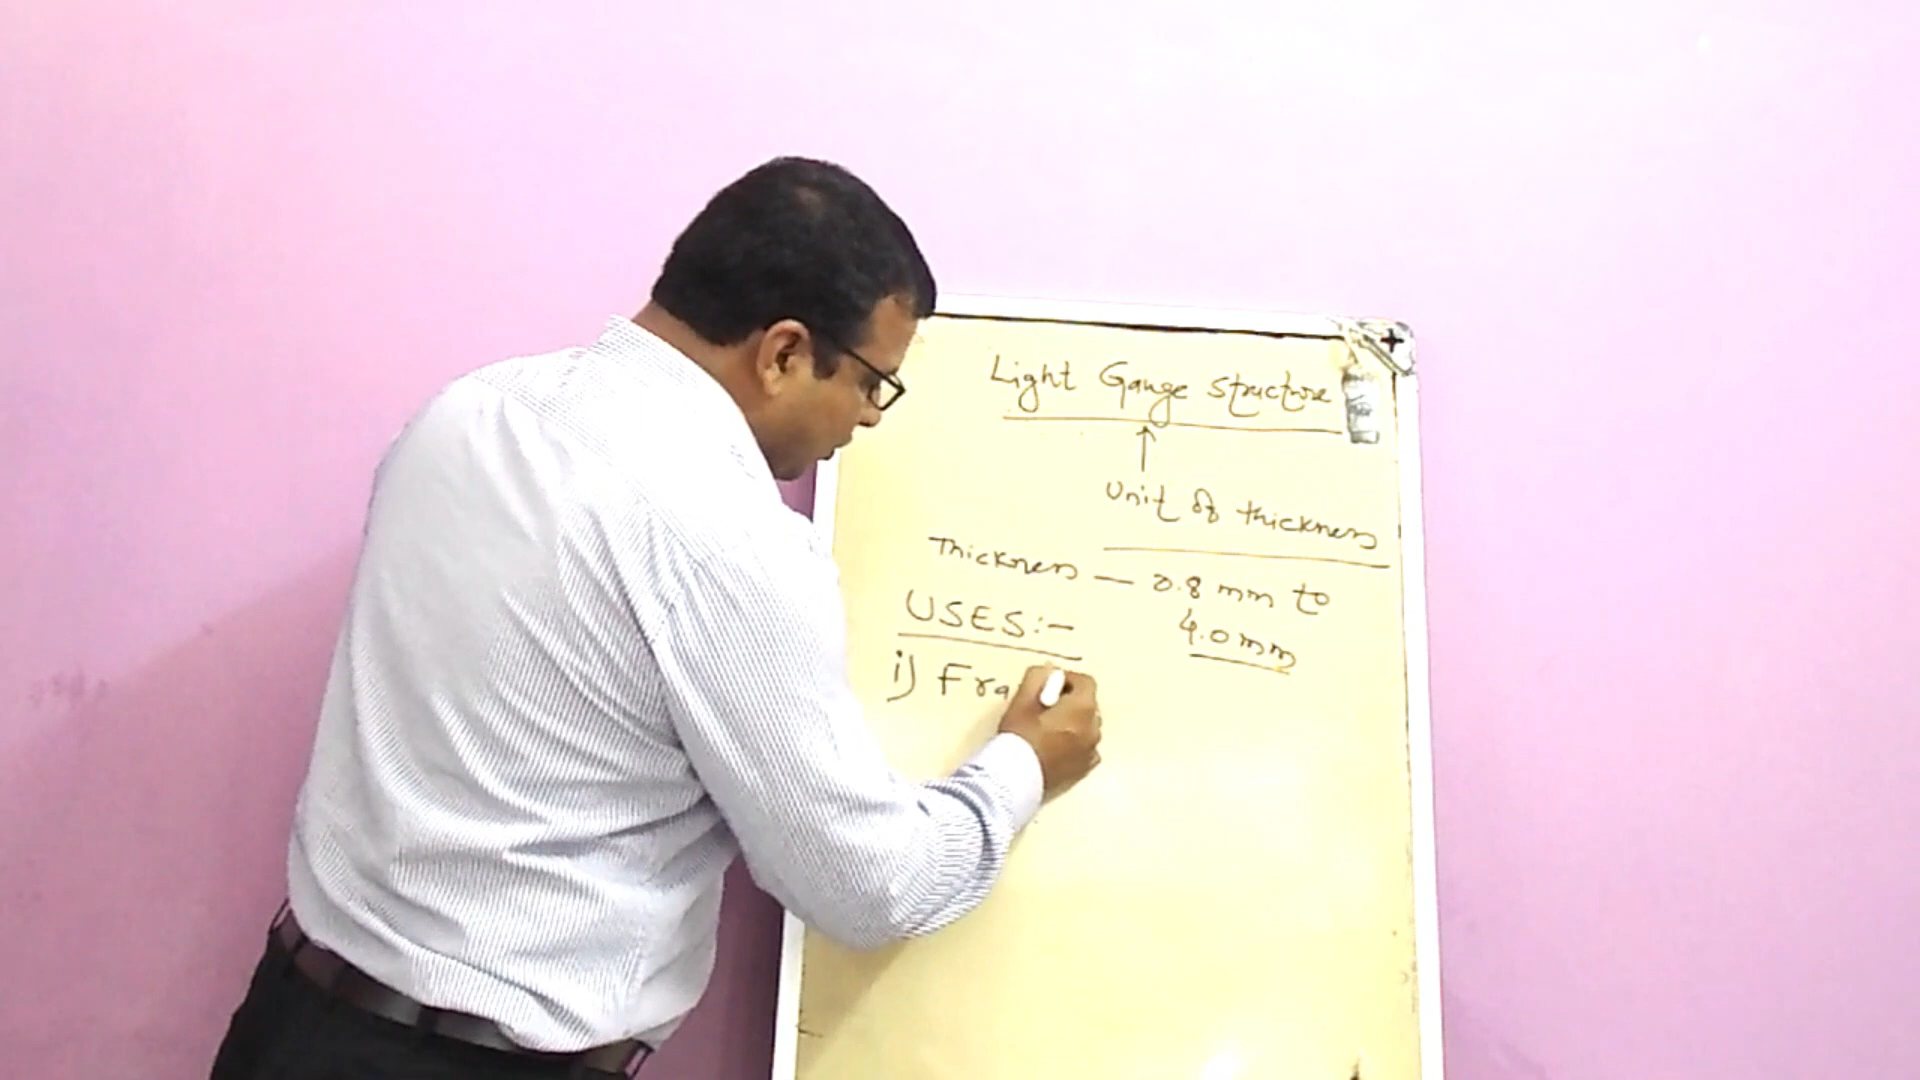 Light Gauge Structure
↑
Unit of thickness
Thickness — 0.8 mm to
4.0 mm
USES:-
i) Fra